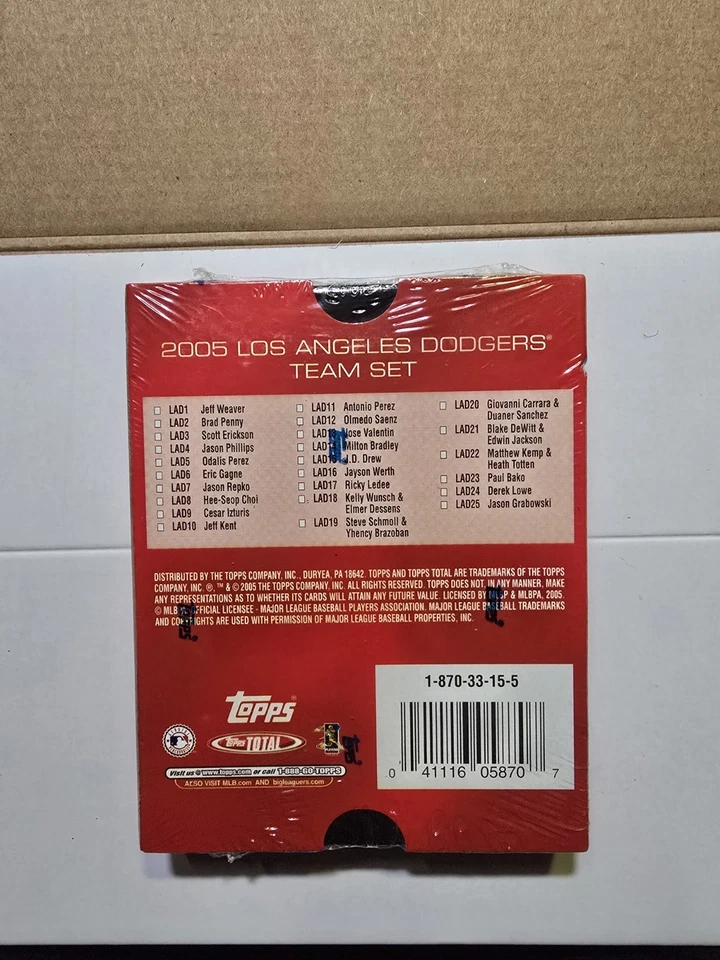 2005 LOS ANGELES DODGERS®
TEAM SET
LAD1 Jeff Weaver
LAD2 Brad Penny
LAD3 Scott Erickson
LAD4 Jason Phillips
LAD5 Odalis Perez
LAD6 Eric Gagne
LAD7 Jason Repko
LAD8 Hee-Seop Choi
LAD9 Cesar Izturis
LAD10 Jeff Kent
LAD11 Antonio Perez
LAD12 Olmedo Saenz
Jose Valentin
Milton Bradley
J.D. Drew
LAD16 Jayson Werth
LAD17 Ricky Ledee
LAD18 Kelly Wunsch &
Elmer Dessens
LAD19 Steve Schmoll &
Yhency Brazoban
LAD20 Giovanni Carrara &
Duaner Sanchez
LAD21 Blake DeWitt &
Edwin Jackson
LAD22 Matthew Kemp &
Heath Totten
LAD23 Paul Bako
LAD24 Derek Lowe
LAD25 Jason Grabowski
DISTRIBUTED BY THE TOPPS COMPANY, INC., DURYEA, PA 18642. TOPPS AND TOPPS TOTAL ARE TRADEMARKS OF THE TOPPS
COMPANY, INC. ®, ™ & © 2005 THE TOPPS COMPANY, INC. ALL RIGHTS RESERVED. TOPPS DOES NOT, IN ANY MANNER, MAKE
ANY REPRESENTATIONS AS TO WHETHER ITS CARDS WILL ATTAIN ANY FUTURE VALUE. LICENSED BY & MLBPA, 2005.
© OFFICIAL LICENSEE - MAJOR LEAGUE BASEBALL PLAYERS ASSOCIATION. MAJOR LEAGUE BASEBALL TRADEMARKS
AND COPYRIGHTS ARE USED WITH PERMISSION OF MAJOR LEAGUE BASEBALL PROPERTIES, INC.
1-870-33-15-5
Topps®
Topps TOTAL
Visit us @ www.topps.com or call 1-888-GO-TOPPS
ALSO VISIT MLB.com AND bigleaguers.com
0 41116 05870 7